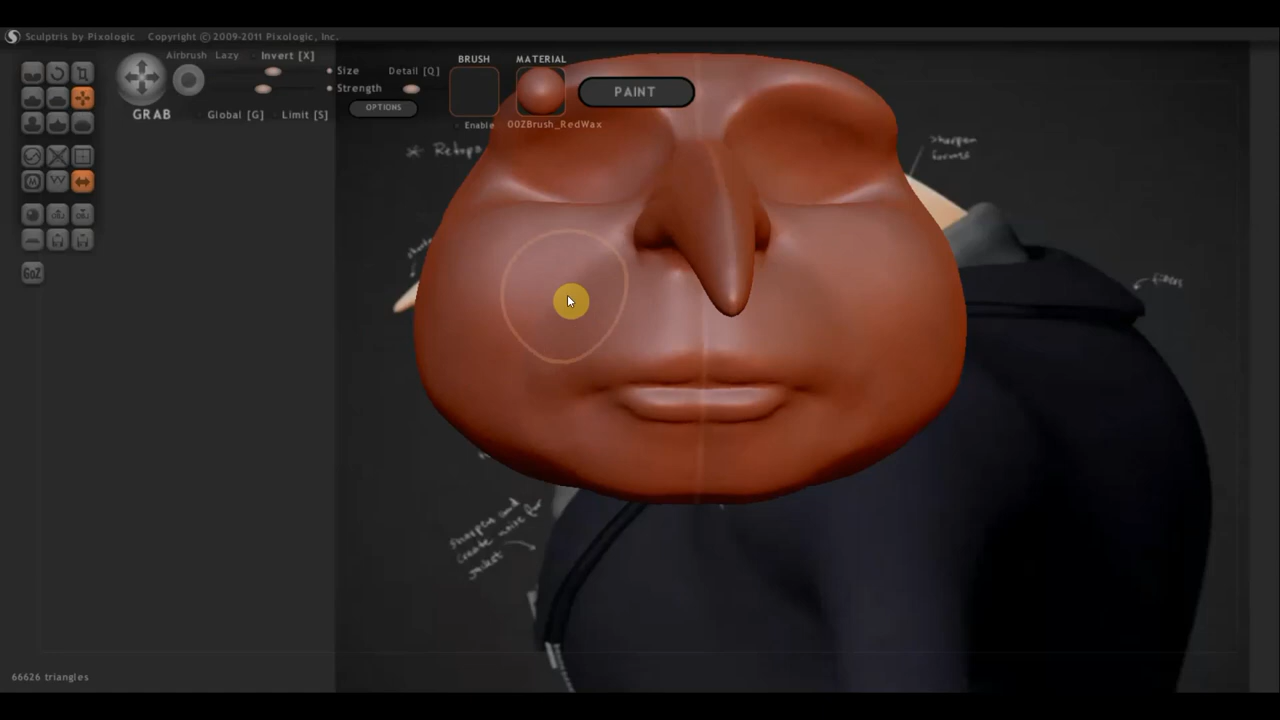 Sculptris by Pixologic Copyright © 2009-2011 Pixologic, Inc.
Airbrush Lazy Invert [X]
Size Detail [Q]
Strength
OPTIONS
GRAB
Global [G] Limit [S]
BRUSH
Enable
MATERIAL
00ZBrush_RedWax
PAINT
GoZ
* Retopo
sharpen
forms
sharpen and
create noise for
jacket
66626 triangles